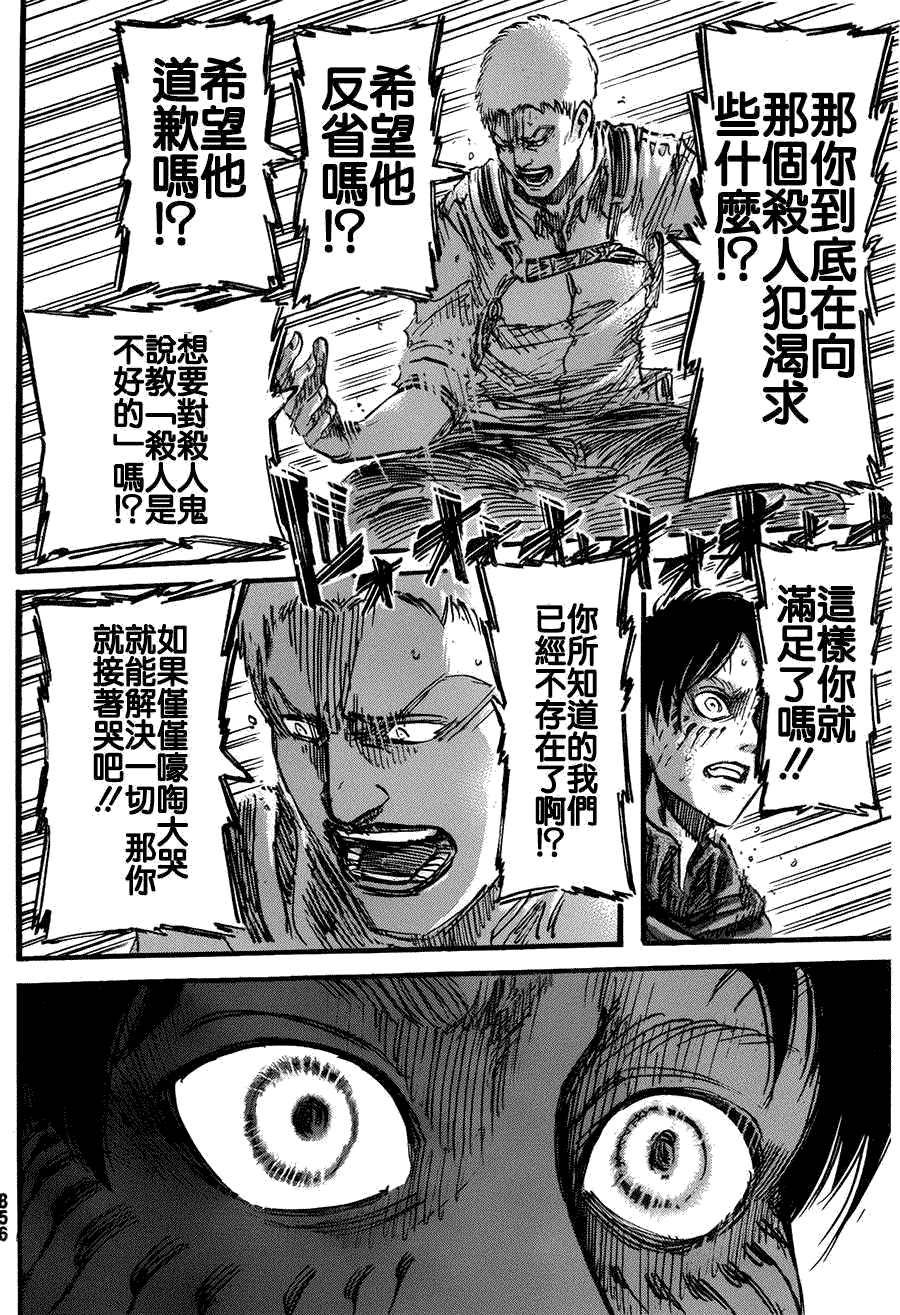 那你到底在向
那個殺人犯渴求
些什麼!?
希望他
反省嗎!?
希望他
道歉嗎!?
想要對殺人鬼
說教「殺人是
不好的」嗎!?
這樣你就
滿足了嗎!!
你所知道的我們
已經不存在了啊!?
如果僅僅嚎啕大哭
就能解決一切 那你
就接著哭吧!!
856